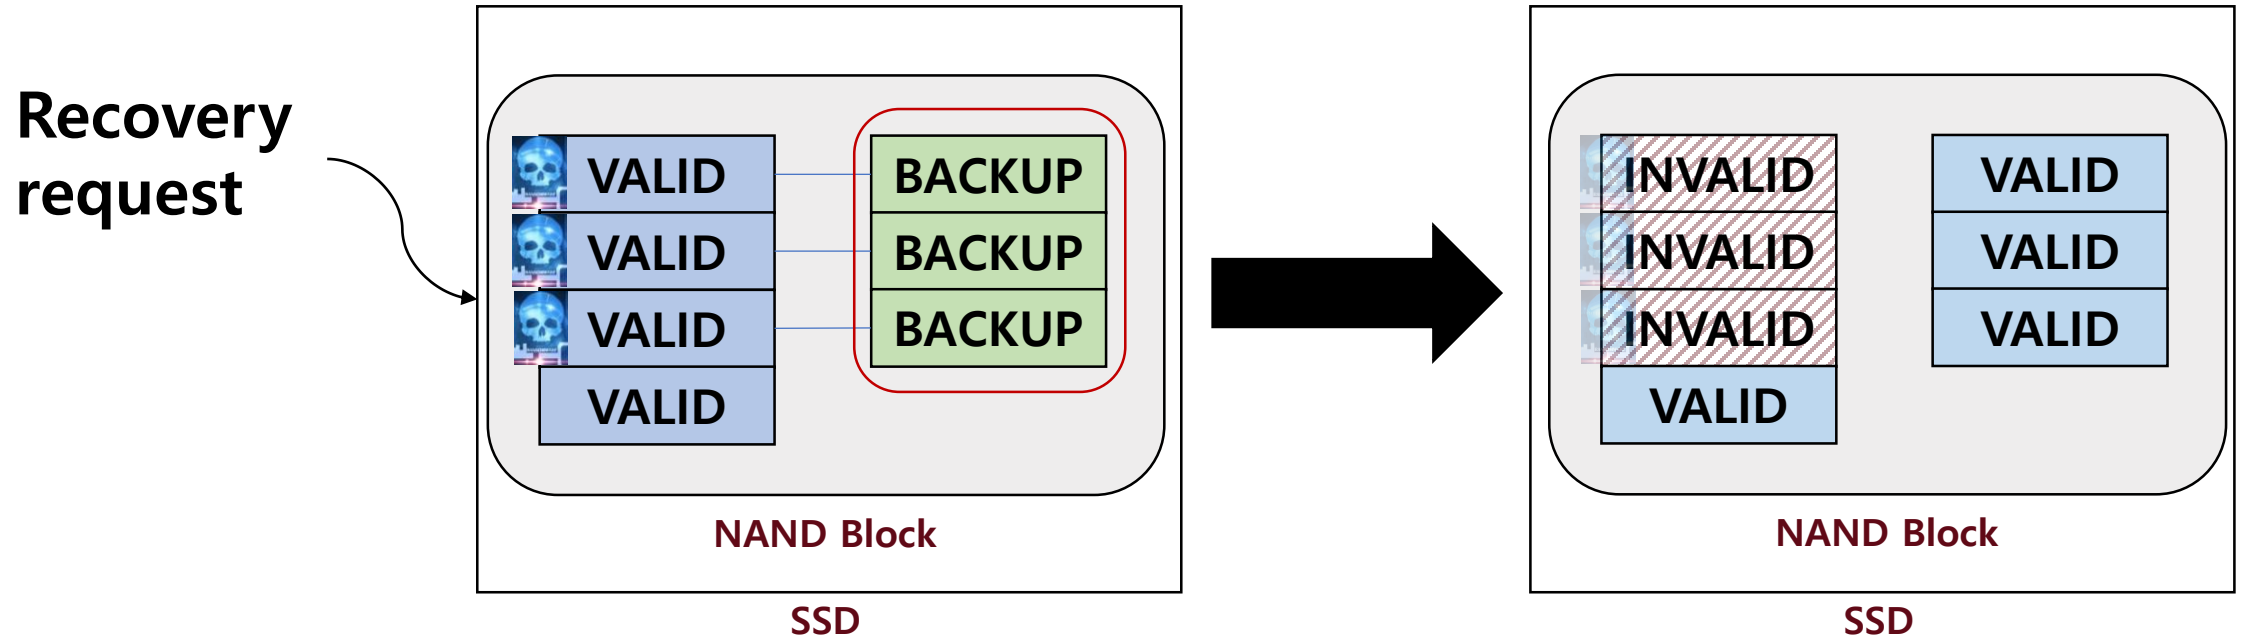 Recovery
request
VALID
VALID
VALID
VALID
BACKUP
BACKUP
BACKUP
NAND Block
SSD
INVALID
INVALID
INVALID
VALID
VALID
VALID
VALID
NAND Block
SSD